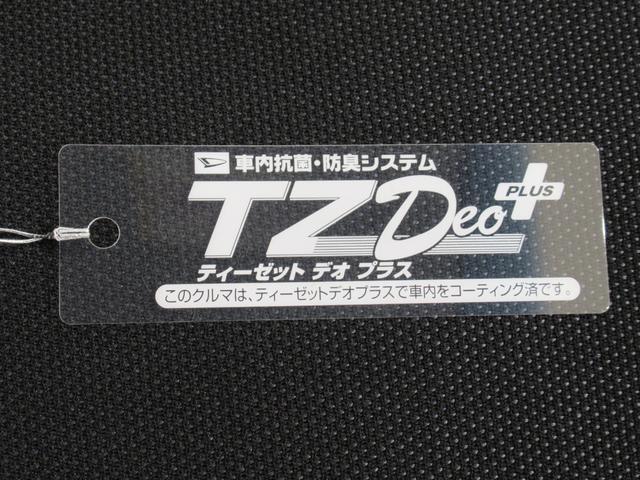 車内抗菌・防臭システム
TZ Deo PLUS
ティーゼット デオ プラス
このクルマは、ティーゼットデオプラスで車内をコーティング済です。